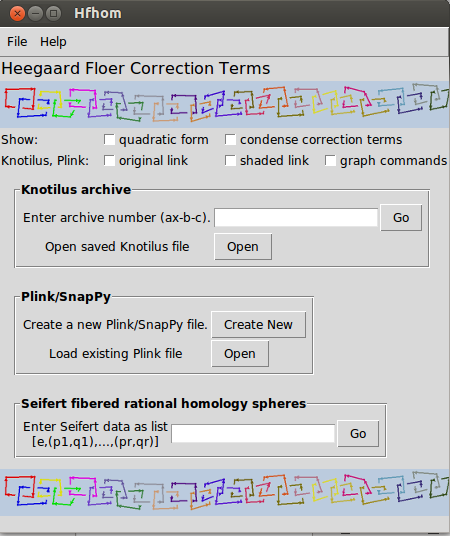 Hfhom
File Help
Heegaard Floer Correction Terms
Show: quadratic form condense correction terms
Knotilus, Plink: original link shaded link graph commands
Knotilus archive
Enter archive number (ax-b-c). Go
Open saved Knotilus file Open
Plink/SnapPy
Create a new Plink/SnapPy file. Create New
Load existing Plink file Open
Seifert fibered rational homology spheres
Enter Seifert data as list
[e,(p1,q1),...,(pr,qr)] Go